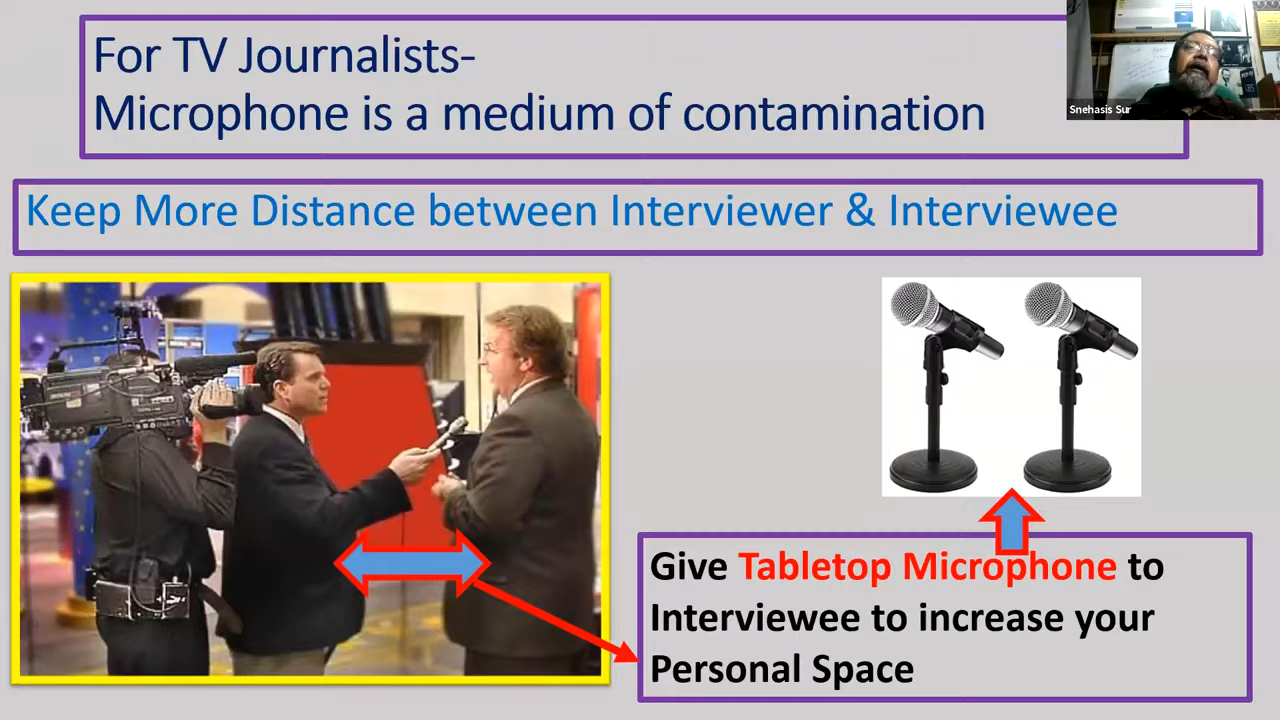 For TV Journalists-
Microphone is a medium of contamination
Snehasis Sur
Keep More Distance between Interviewer & Interviewee
Give Tabletop Microphone to
Interviewee to increase your
Personal Space